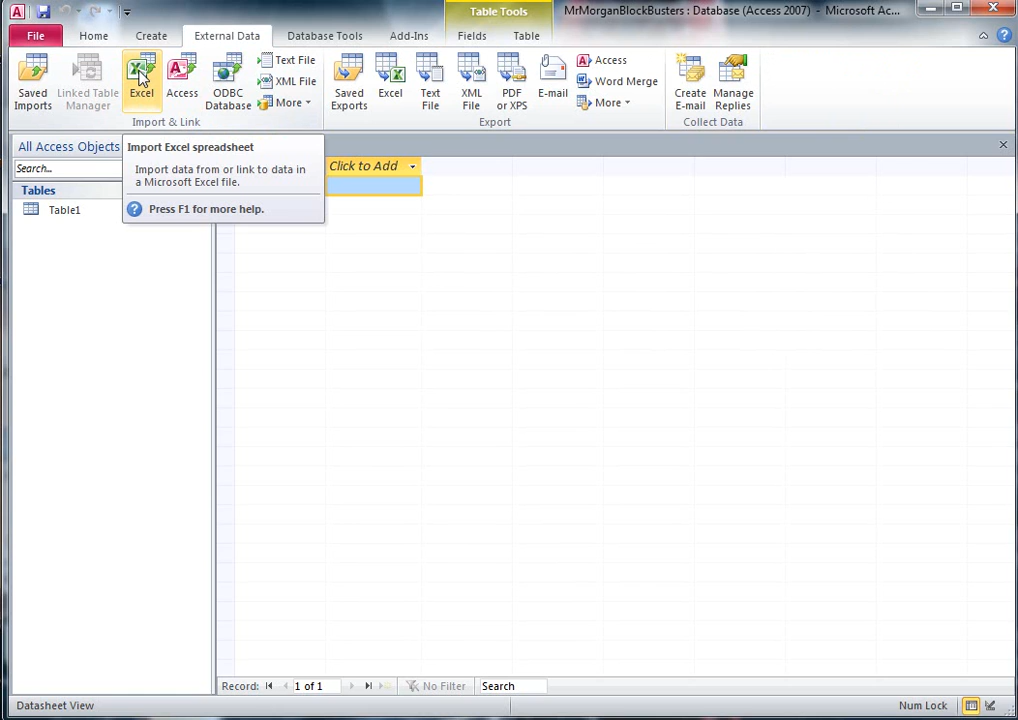 Table Tools
MrMorganBlockBusters : Database (Access 2007) - Microsoft Ac...
File Home Create External Data Database Tools Add-Ins Fields Table
Saved Imports
Linked Table Manager
Excel
Access
ODBC Database
Text File
XML File
More
Import & Link
Saved Exports
Excel
Text File
XML File
PDF or XPS
E-mail
Access
Word Merge
More
Export
Create E-mail
Manage Replies
Collect Data
All Access Objects
Search...
Tables
Table1
Import Excel spreadsheet
Import data from or link to data in
a Microsoft Excel file.
Press F1 for more help.
Click to Add
Record: 1 of 1 No Filter Search
Datasheet View Num Lock